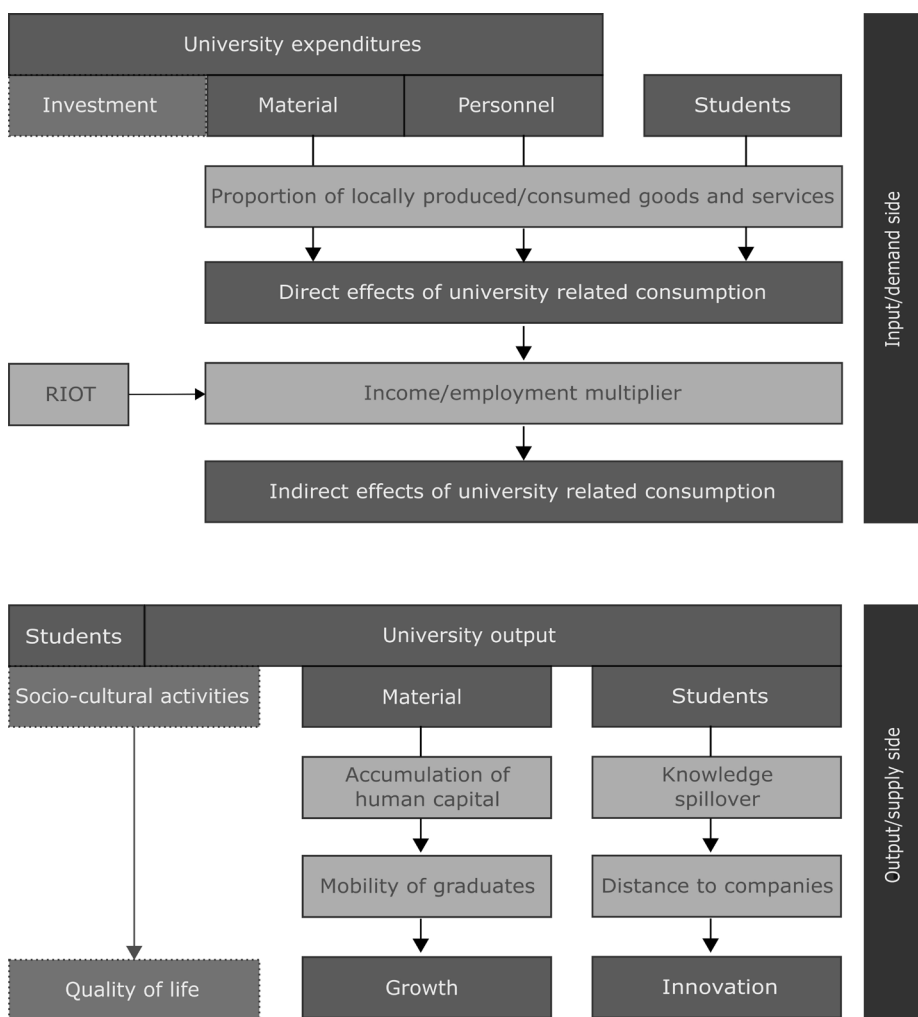 University expenditures
Investment
Material
Personnel
Students
Proportion of locally produced/consumed goods and services
Direct effects of university related consumption
RIOT
Income/employment multiplier
Indirect effects of university related consumption
Input/demand side
Students
University output
Socio-cultural activities
Material
Students
Accumulation of
human capital
Knowledge
spillover
Mobility of graduates
Distance to companies
Quality of life
Growth
Innovation
Output/supply side